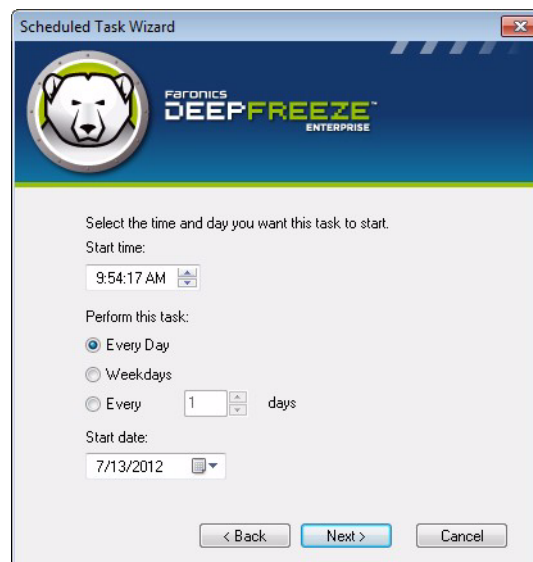 Scheduled Task Wizard
Faronics
DEEPFREEZE™
ENTERPRISE
Select the time and day you want this task to start.
Start time:
9:54:17 AM
Perform this task:
Every Day
Weekdays
Every 1 days
Start date:
7/13/2012
< Back Next > Cancel